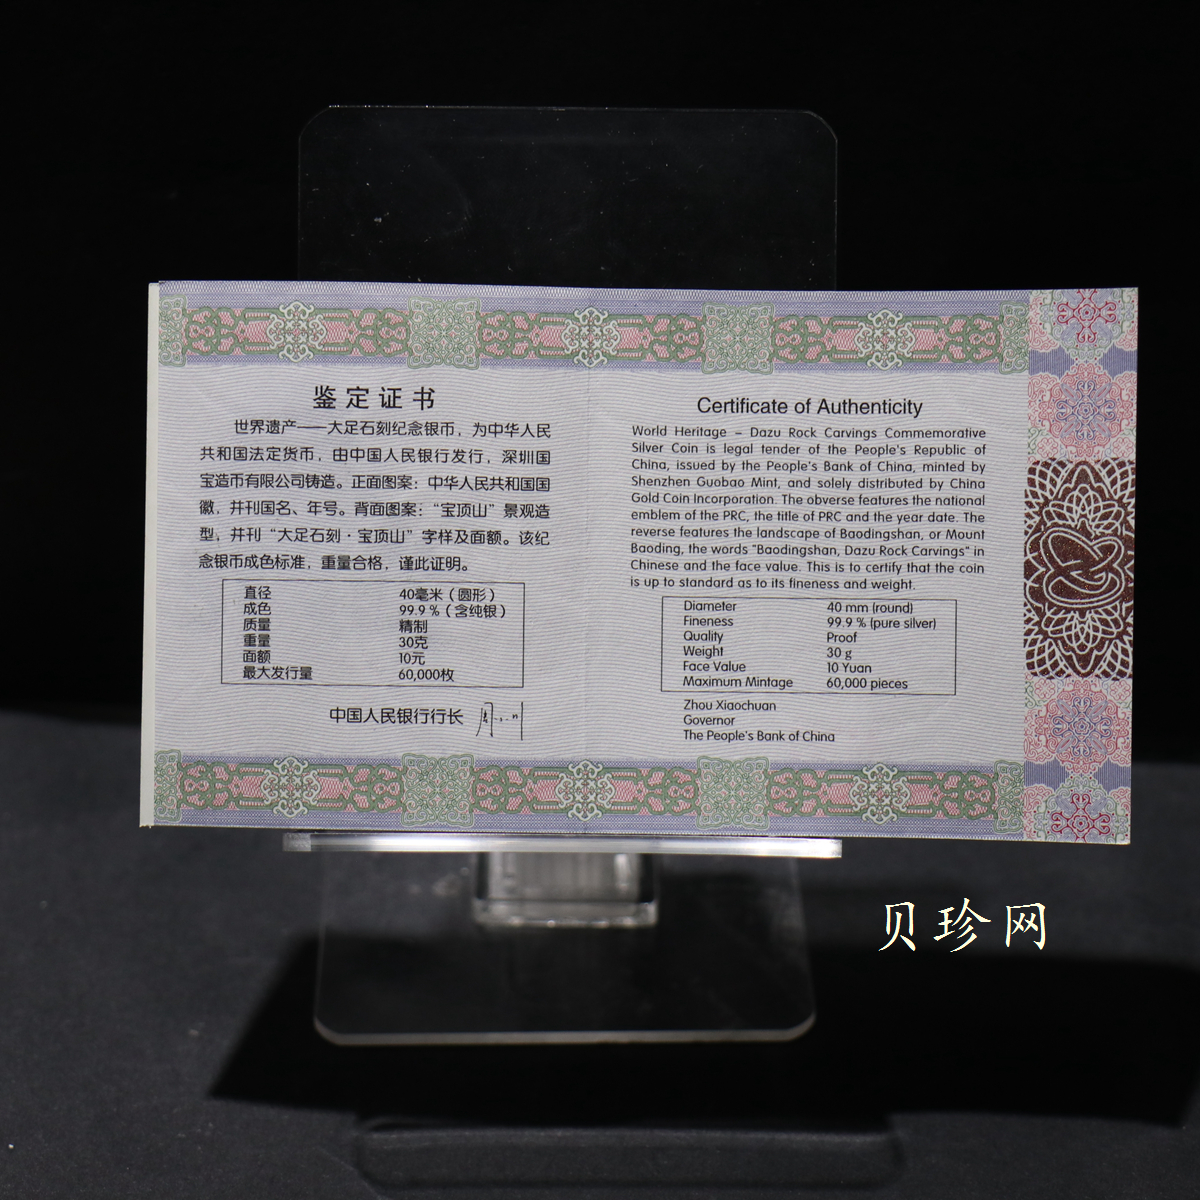 鉴定证书
世界遗产——大足石刻纪念银币，为中华人民
共和国法定货币，由中国人民银行发行，深圳国
宝造币有限公司铸造。正面图案：中华人民共和国国
徽，并刊国名、年号。背面图案：“宝顶山”景观造
型，并刊“大足石刻·宝顶山”字样及面额。该纪
念银币成色标准，重量合格，谨此证明。
直径 40毫米（圆形）
成色 99.9％（含纯银）
质量 精制
重量 30克
面额 10元
最大发行量 60,000枚
中国人民银行行长
Certificate of Authenticity
World Heritage – Dazu Rock Carvings Commemorative
Silver Coin is legal tender of the People's Republic of
China, issued by the People's Bank of China, minted by
Shenzhen Guobao Mint, and solely distributed by China
Gold Coin Incorporation. The obverse features the national
emblem of the PRC, the title of PRC and the year date. The
reverse features the landscape of Baodingshan, or Mount
Baoding, the words "Baodingshan, Dazu Rock Carvings" in
Chinese and the face value. This is to certify that the coin
is up to standard as to its fineness and weight.
Diameter 40 mm (round)
Fineness 99.9 % (pure silver)
Quality Proof
Weight 30 g
Face Value 10 Yuan
Maximum Mintage 60,000 pieces
Zhou Xiaochuan
Governor
The People's Bank of China
贝珍网